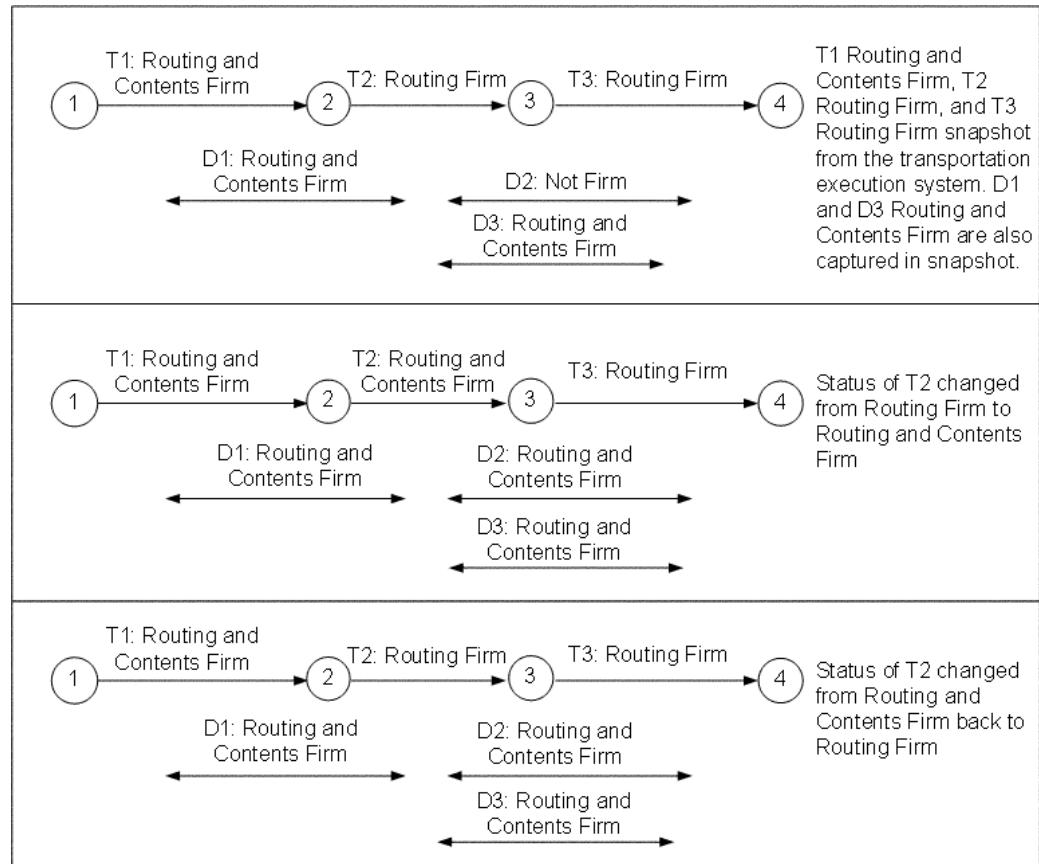 T1: Routing and
Contents Firm
T2: Routing Firm
T3: Routing Firm
1
2
3
4
D1: Routing and
Contents Firm
D2: Not Firm
D3: Routing and
Contents Firm
T1 Routing and
Contents Firm, T2
Routing Firm, and T3
Routing Firm snapshot
from the transportation
execution system. D1
and D3 Routing and
Contents Firm are also
captured in snapshot.
T1: Routing and
Contents Firm
T2: Routing and
Contents Firm
T3: Routing Firm
1
2
3
4
D1: Routing and
Contents Firm
D2: Routing and
Contents Firm
D3: Routing and
Contents Firm
Status of T2 changed
from Routing Firm to
Routing and Contents
Firm
T1: Routing and
Contents Firm
T2: Routing Firm
T3: Routing Firm
1
2
3
4
D1: Routing and
Contents Firm
D2: Routing and
Contents Firm
D3: Routing and
Contents Firm
Status of T2 changed
from Routing and
Contents Firm back to
Routing Firm